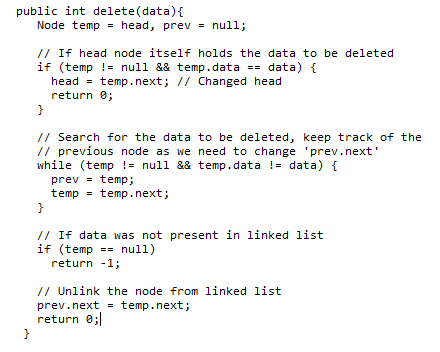 public int delete(data){
Node temp = head, prev = null;
// If head node itself holds the data to be deleted
if (temp != null && temp.data == data) {
head = temp.next; // Changed head
return 0;
}
// Search for the data to be deleted, keep track of the
// previous node as we need to change 'prev.next'
while (temp != null && temp.data != data) {
prev = temp;
temp = temp.next;
}
// If data was not present in linked list
if (temp == null)
return -1;
// Unlink the node from linked list
prev.next = temp.next;
return 0;
}